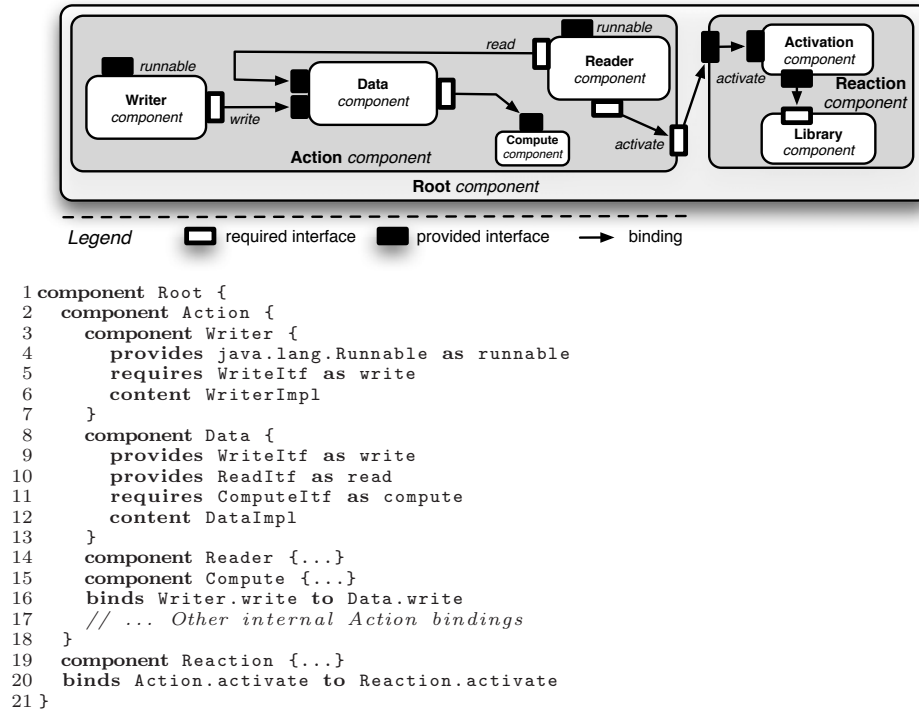 runnable
Writer
component
write
read
Data
component
runnable
Reader
component
Compute
component
activate
Action component
activate
Activation
component
Reaction
component
Library
component
Root component
Legend required interface provided interface binding
1 component Root {
2 component Action {
3 component Writer {
4 provides java.lang.Runnable as runnable
5 requires WriteItf as write
6 content WriterImpl
7 }
8 component Data {
9 provides WriteItf as write
10 provides ReadItf as read
11 requires ComputeItf as compute
12 content DataImpl
13 }
14 component Reader {...}
15 component Compute {...}
16 binds Writer.write to Data.write
17 // ... Other internal Action bindings
18 }
19 component Reaction {...}
20 binds Action.activate to Reaction.activate
21 }